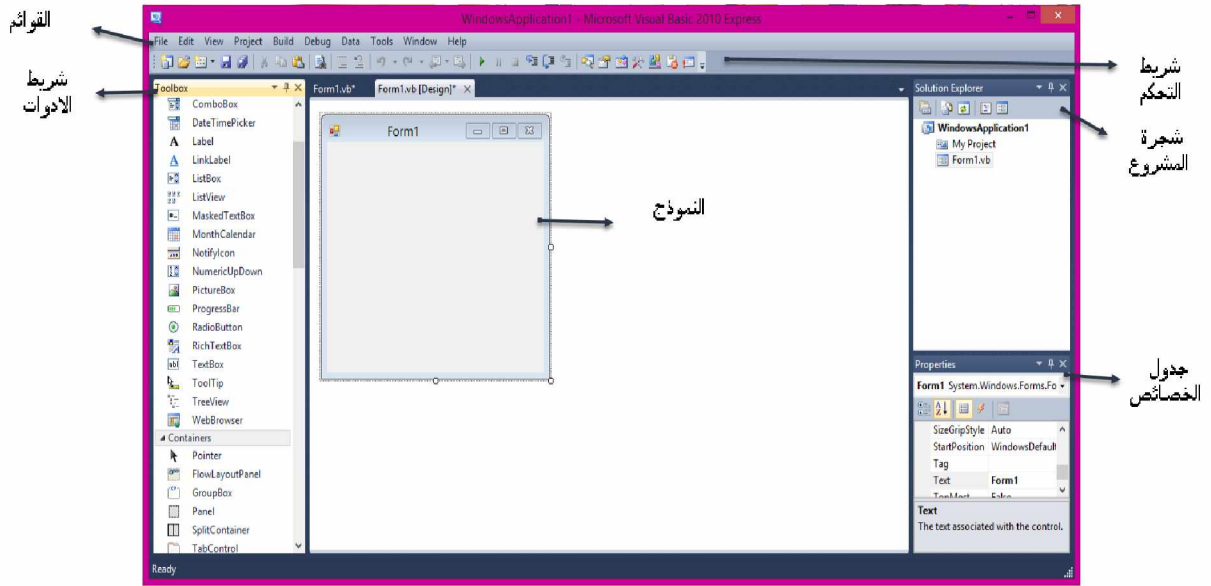 WindowsApplication1 - Microsoft Visual Basic 2010 Express
القوائم
File Edit View Project Build Debug Data Tools Window Help
شريط
التحكم
شريط
الادوات
Toolbox
ComboBox
DateTimePicker
Label
LinkLabel
ListBox
ListView
MaskedTextBox
MonthCalendar
NotifyIcon
NumericUpDown
PictureBox
ProgressBar
RadioButton
RichTextBox
TextBox
ToolTip
TreeView
WebBrowser
Containers
Pointer
FlowLayoutPanel
GroupBox
Panel
SplitContainer
TabControl
Form1.vb* Form1.vb [Design]*
Form1
النموذج
Solution Explorer
WindowsApplication1
My Project
Form1.vb
شجرة
المشروع
Properties
Form1 System.Windows.Forms.Fo
SizeGripStyle Auto
StartPosition WindowsDefault
Tag
Text Form1
TopMost False
Text
The text associated with the control.
جدول
الخصائص
Ready